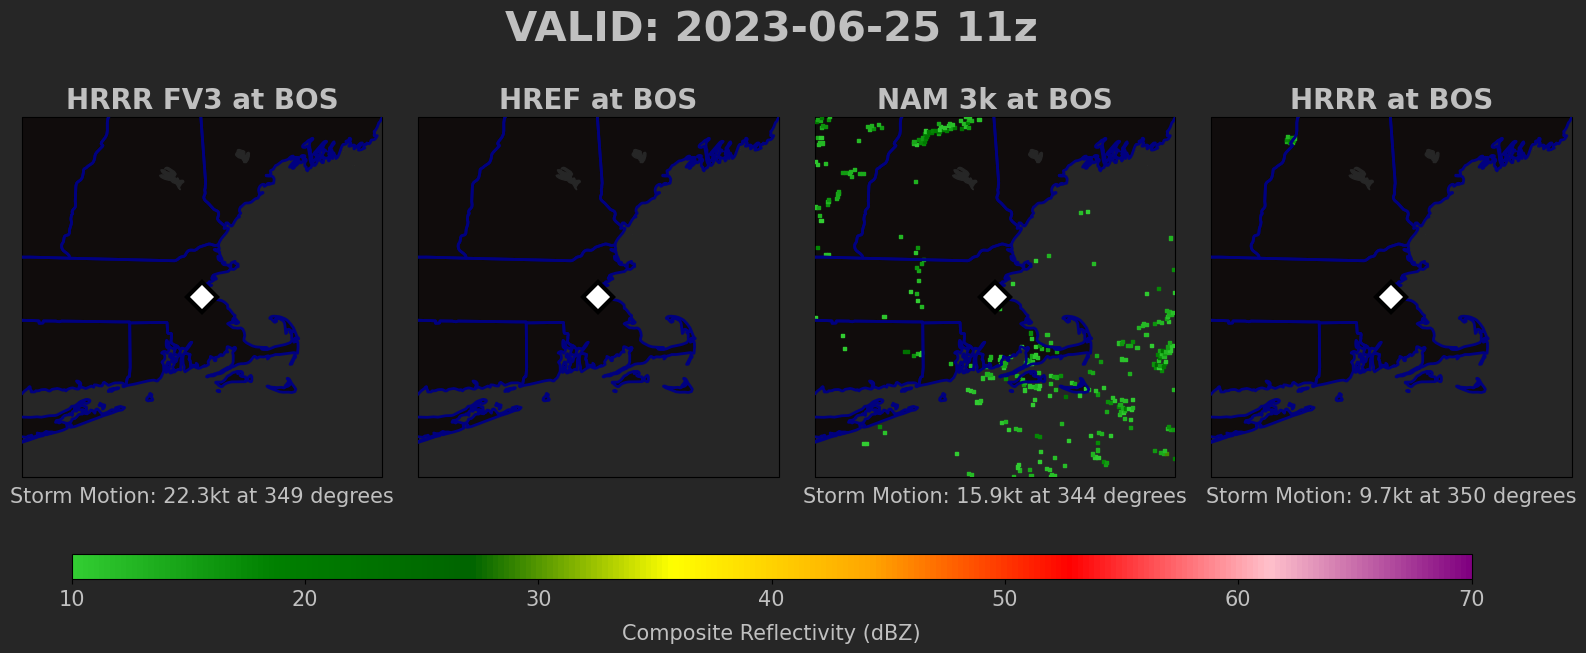 VALID: 2023-06-25 11z
HRRR FV3 at BOS
HREF at BOS
NAM 3k at BOS
HRRR at BOS
Storm Motion: 22.3kt at 349 degrees
Storm Motion: 15.9kt at 344 degrees
Storm Motion: 9.7kt at 350 degrees
10 20 30 40 50 60 70
Composite Reflectivity (dBZ)